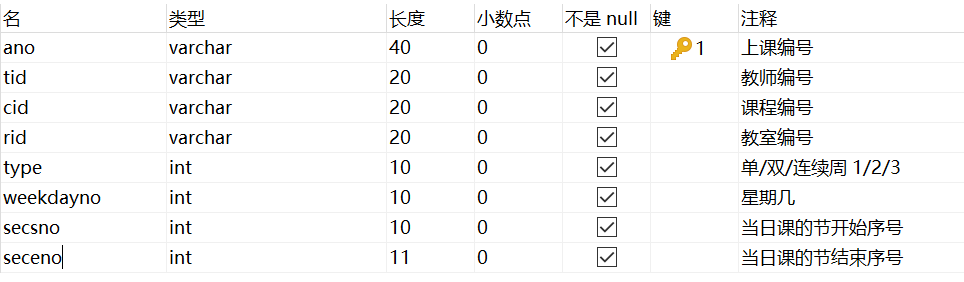 名 类型 长度 小数点 不是 null 键 注释
ano varchar 40 0 1 上课编号
tid varchar 20 0 教师编号
cid varchar 20 0 课程编号
rid varchar 20 0 教室编号
type int 10 0 单/双/连续周 1/2/3
weekdayno int 10 0 星期几
secsno int 10 0 当日课的节开始序号
seceno int 11 0 当日课的节结束序号